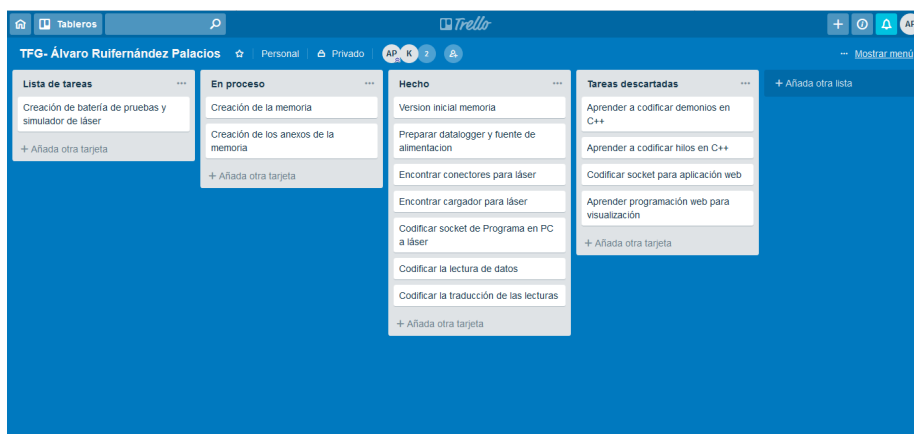 Tableros
Trello
AP
TFG- Álvaro Ruifernández Palacios
Personal
Privado
AP
K
2
Mostrar menú
Lista de tareas
Creación de batería de pruebas y
simulador de láser
+ Añada otra tarjeta
En proceso
Creación de la memoria
Creación de los anexos de la
memoria
+ Añada otra tarjeta
Hecho
Version inicial memoria
Preparar datalogger y fuente de
alimentacion
Encontrar conectores para láser
Encontrar cargador para láser
Codificar socket de Programa en PC
a láser
Codificar la lectura de datos
Codificar la traducción de las lecturas
+ Añada otra tarjeta
Tareas descartadas
Aprender a codificar demonios en
C++
Aprender a codificar hilos en C++
Codificar socket para aplicación web
Aprender programación web para
visualización
+ Añada otra tarjeta
+ Añada otra lista